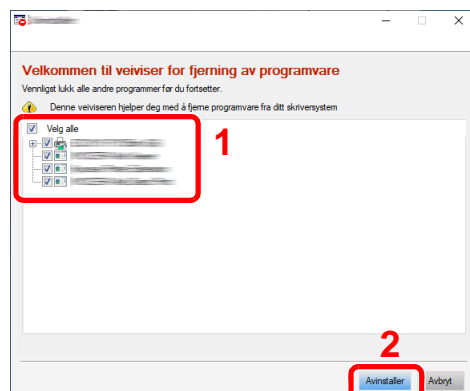 Velkommen til veiviser for fjerning av programvare
Vennligst lukk alle andre programmer før du fortsetter.
Denne veiviseren hjelper deg med å fjerne programvare fra ditt skriversystem
Velg alle
1
2
Avinstaller
Avbryt